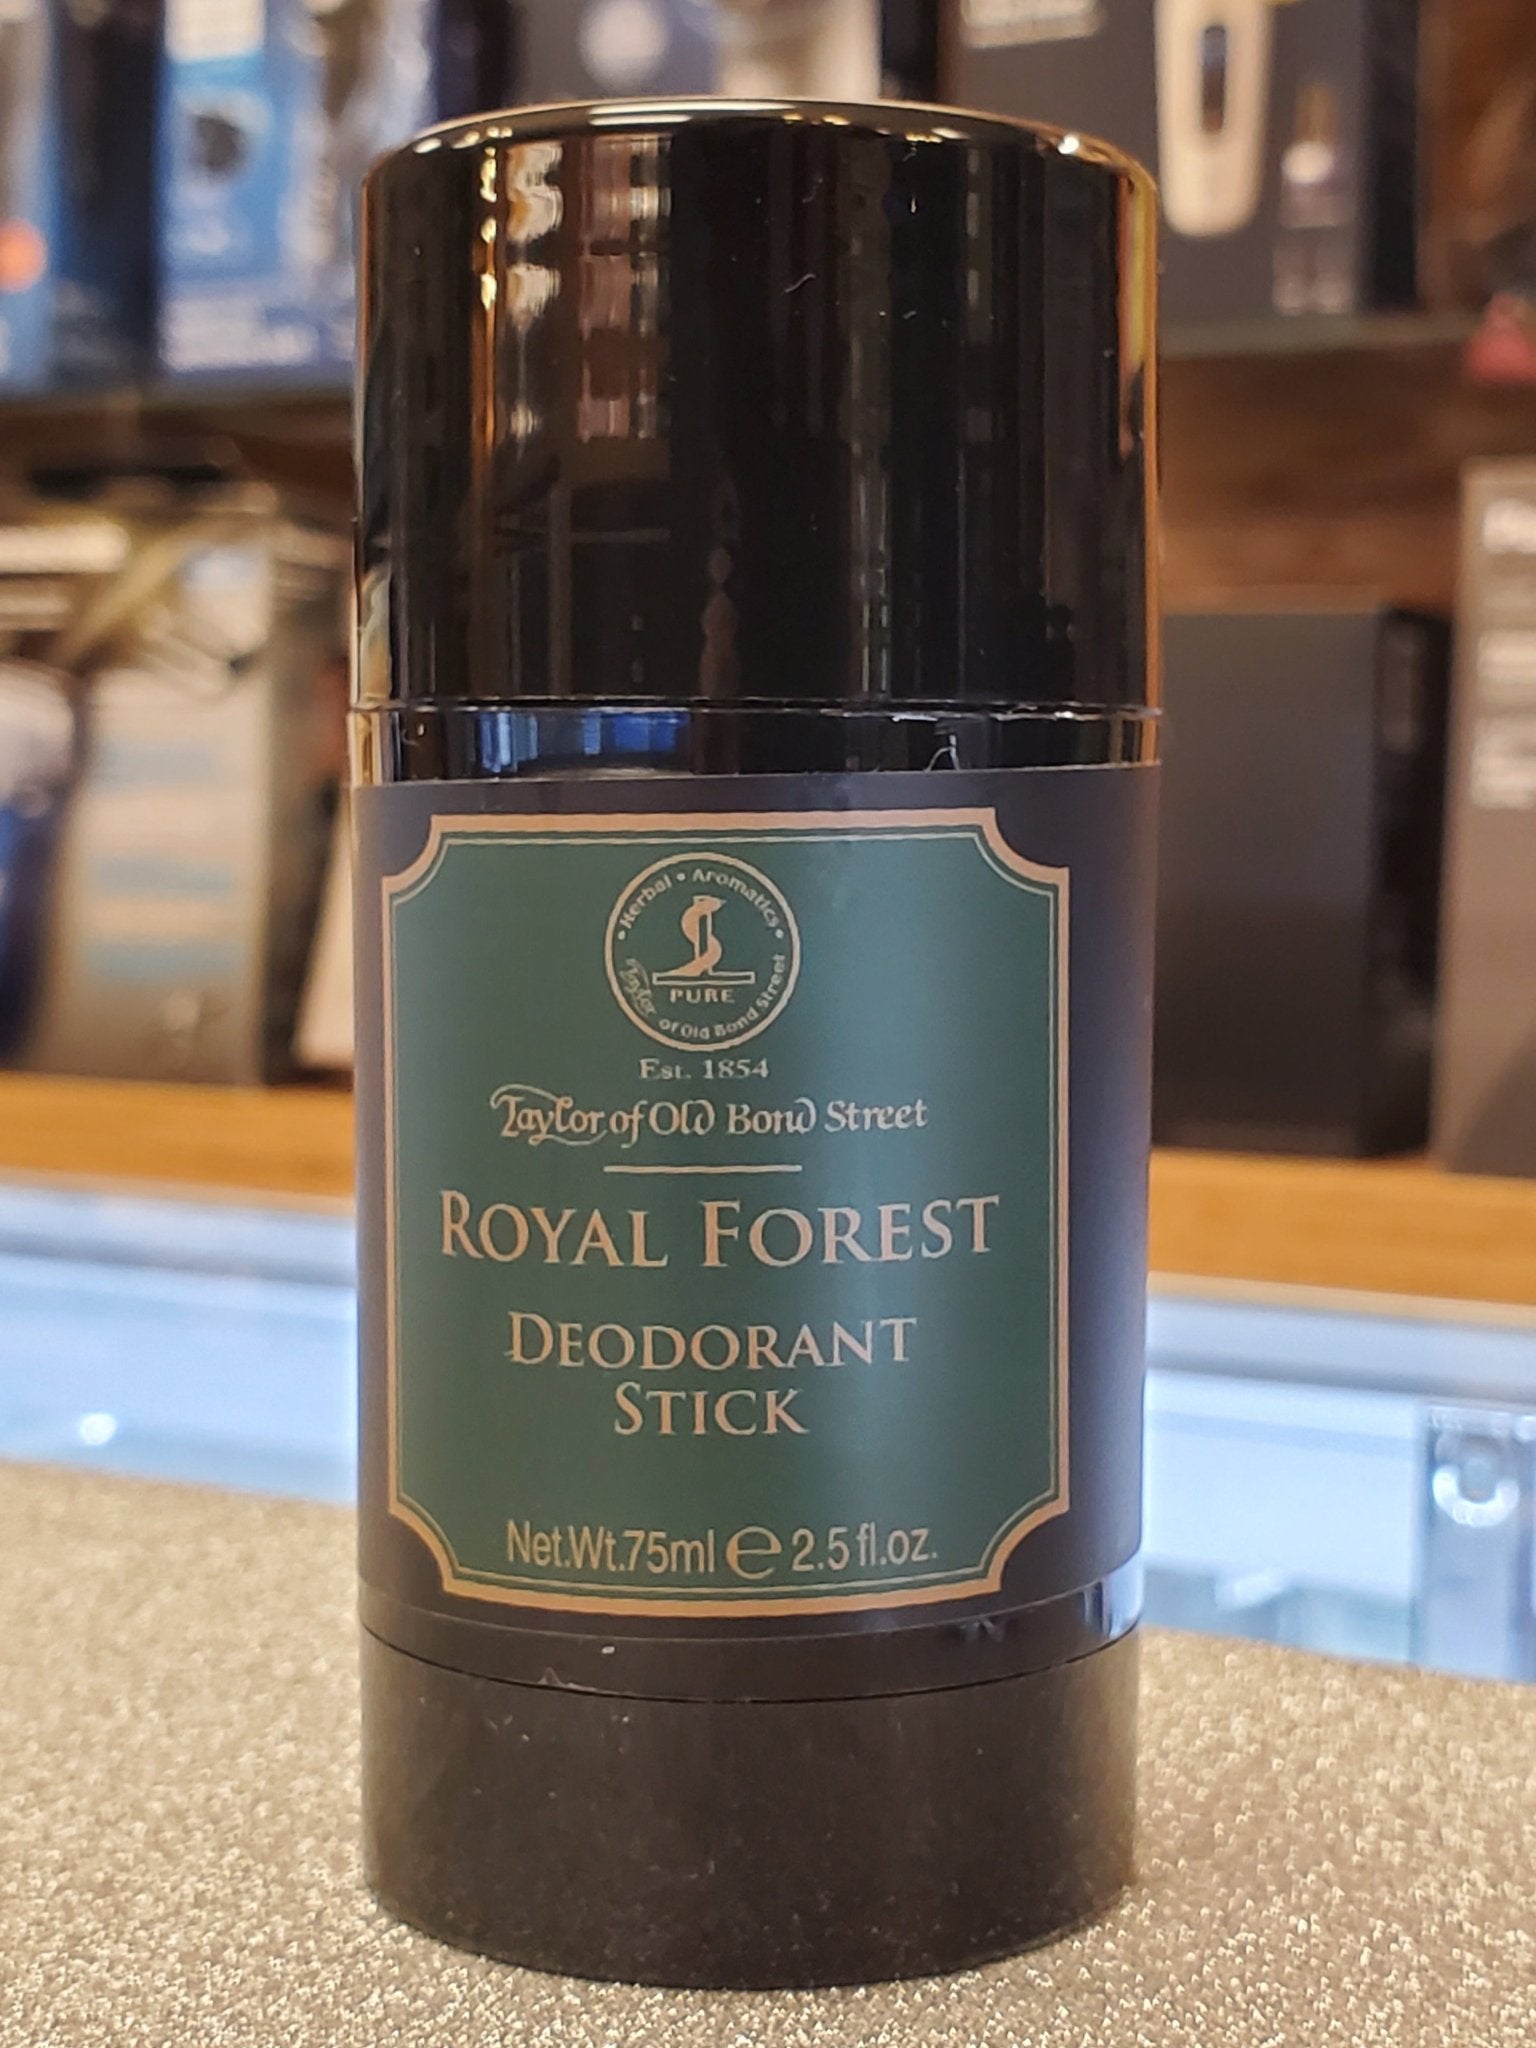 Herbal • Aromatics
PURE
Taylor of Old Bond Street
Est. 1854
Taylor of Old Bond Street
ROYAL FOREST
DEODORANT
STICK
Net.Wt.75ml ℮ 2.5 fl.oz.